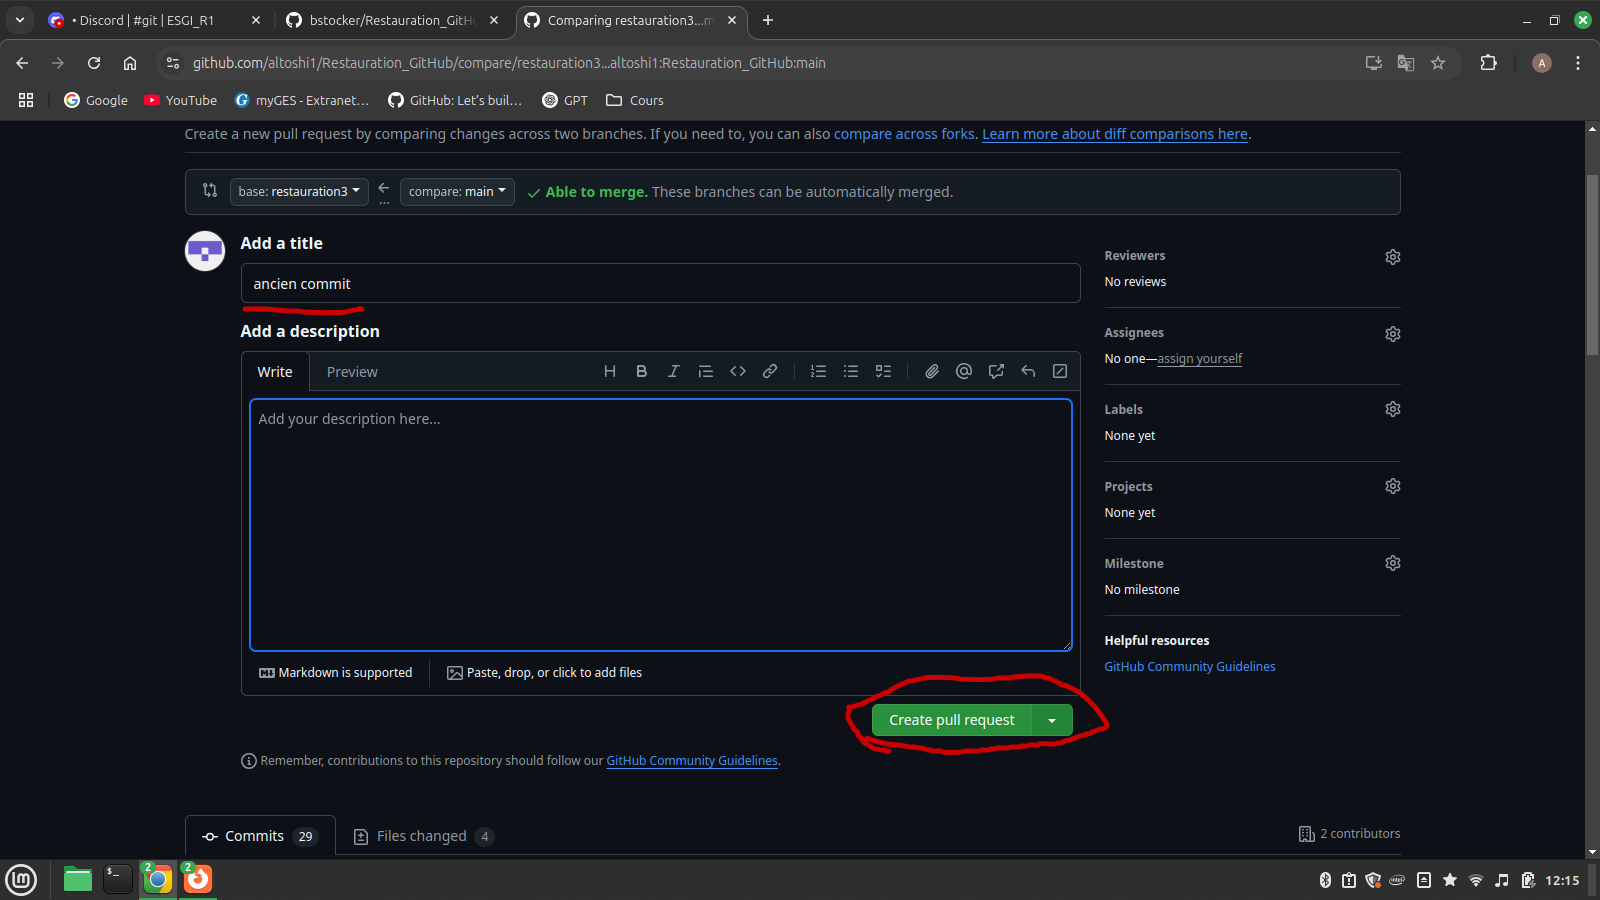 • Discord | #git | ESGI_R1
bstocker/Restauration_GitH
Comparing restauration3...m
github.com/altoshi1/Restauration_GitHub/compare/restauration3...altoshi1:Restauration_GitHub:main
A
Google
YouTube
myGES - Extranet...
GitHub: Let's buil...
GPT
Cours
Create a new pull request by comparing changes across two branches. If you need to, you can also compare across forks. Learn more about diff comparisons here.
base: restauration3
...
compare: main
Able to merge. These branches can be automatically merged.
Add a title
ancien commit
Add a description
Write
Preview
Add your description here...
Markdown is supported
Paste, drop, or click to add files
Create pull request
Remember, contributions to this repository should follow our GitHub Community Guidelines.
Reviewers
No reviews
Assignees
No one—assign yourself
Labels
None yet
Projects
None yet
Milestone
No milestone
Helpful resources
GitHub Community Guidelines
Commits 29
Files changed 4
2 contributors
2
2
intel
12:15